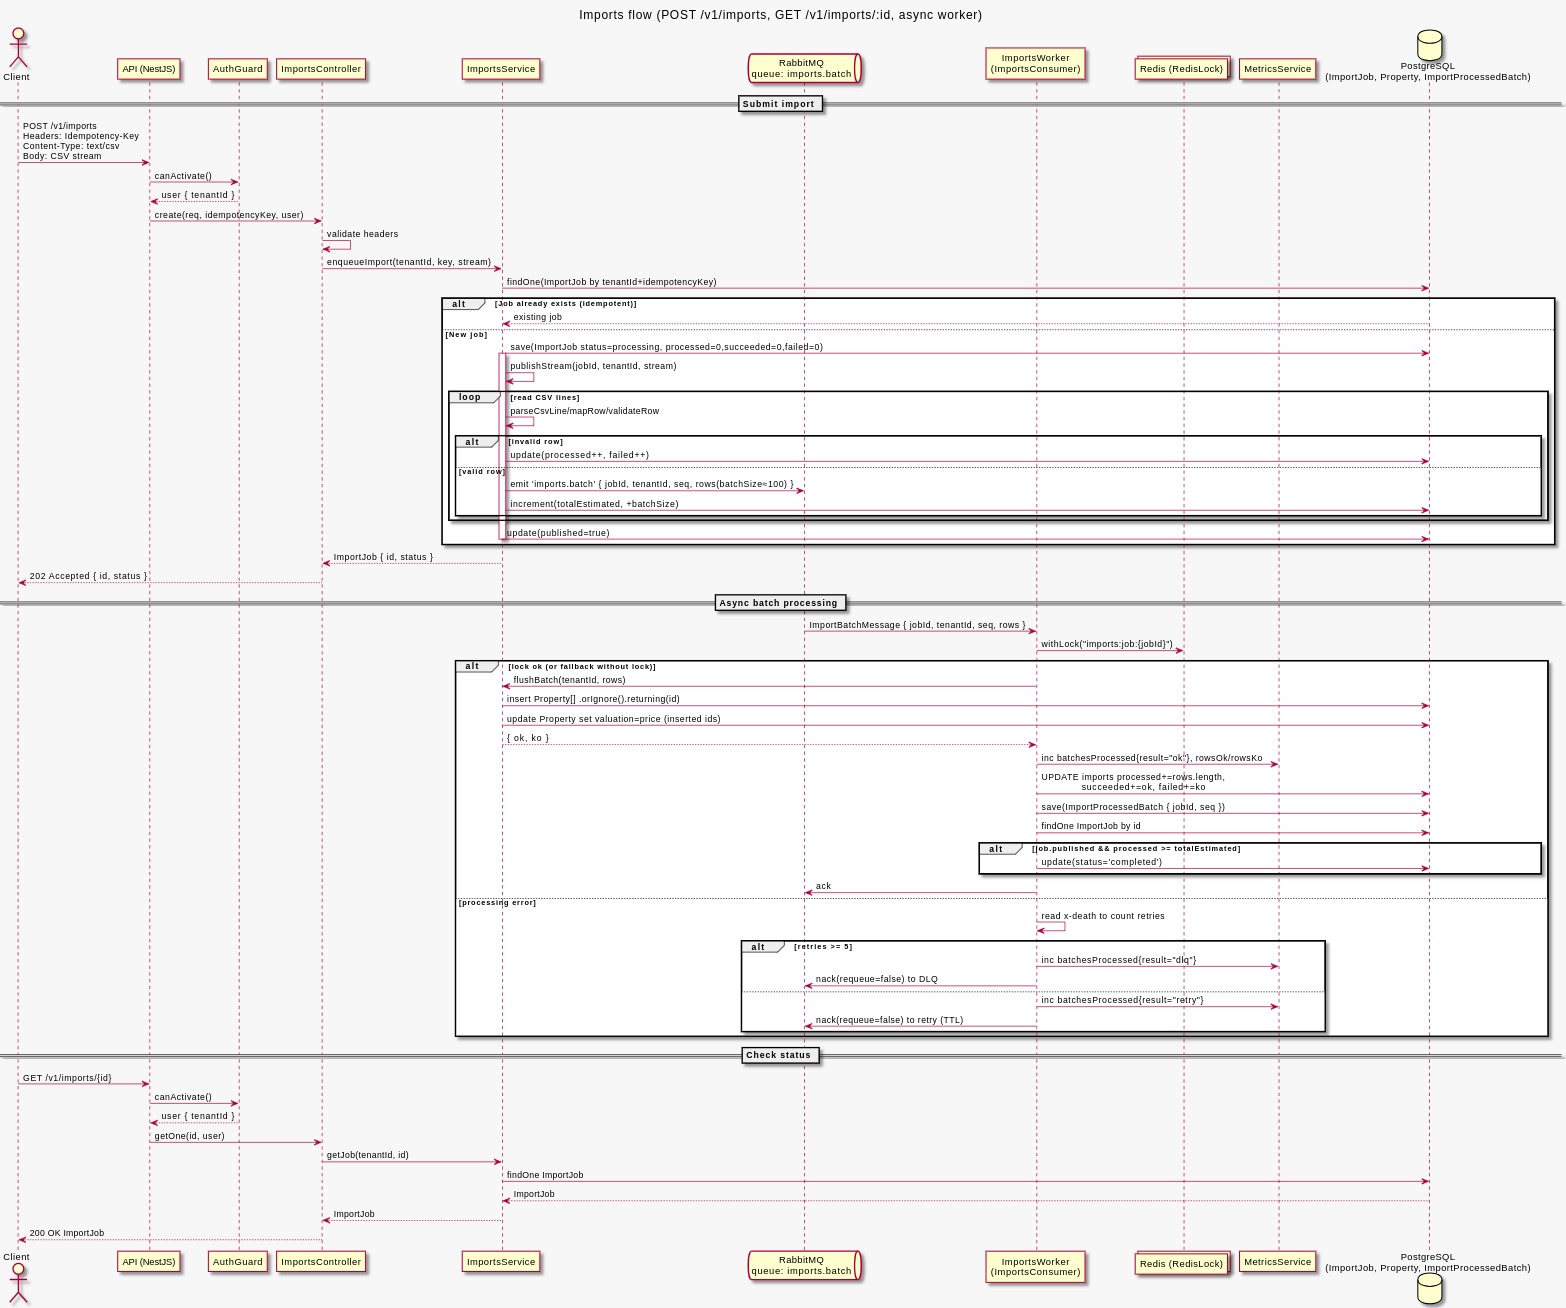 Imports flow (POST /v1/imports, GET /v1/imports/:id, async worker)
Client
API (NestJS)
AuthGuard
ImportsController
ImportsService
RabbitMQ
queue: imports.batch
ImportsWorker
(ImportsConsumer)
Redis (RedisLock)
MetricsService
PostgreSQL
(ImportJob, Property, ImportProcessedBatch)
Submit import
POST /v1/imports
Headers: Idempotency-Key
Content-Type: text/csv
Body: CSV stream
canActivate()
user { tenantId }
create(req, idempotencyKey, user)
validate headers
enqueueImport(tenantId, key, stream)
findOne(ImportJob by tenantId+idempotencyKey)
alt [Job already exists (idempotent)]
existing job
[New job]
save(ImportJob status=processing, processed=0,succeeded=0,failed=0)
publishStream(jobId, tenantId, stream)
loop [read CSV lines]
parseCsvLine/mapRow/validateRow
alt [invalid row]
update(processed++, failed++)
[valid row]
emit 'imports.batch' { jobId, tenantId, seq, rows(batchSize≈100) }
increment(totalEstimated, +batchSize)
update(published=true)
ImportJob { id, status }
202 Accepted { id, status }
Async batch processing
ImportBatchMessage { jobId, tenantId, seq, rows }
withLock("imports:job:{jobId}")
alt [lock ok (or fallback without lock)]
flushBatch(tenantId, rows)
insert Property[] .orIgnore().returning(id)
update Property set valuation=price (inserted ids)
{ ok, ko }
inc batchesProcessed{result="ok"}, rowsOk/rowsKo
UPDATE imports processed+=rows.length,
succeeded+=ok, failed+=ko
save(ImportProcessedBatch { jobId, seq })
findOne ImportJob by id
alt [job.published && processed >= totalEstimated]
update(status='completed')
ack
[processing error]
read x-death to count retries
alt [retries >= 5]
inc batchesProcessed{result="dlq"}
nack(requeue=false) to DLQ
inc batchesProcessed{result="retry"}
nack(requeue=false) to retry (TTL)
Check status
GET /v1/imports/{id}
canActivate()
user { tenantId }
getOne(id, user)
getJob(tenantId, id)
findOne ImportJob
ImportJob
ImportJob
200 OK ImportJob
Client
API (NestJS)
AuthGuard
ImportsController
ImportsService
RabbitMQ
queue: imports.batch
ImportsWorker
(ImportsConsumer)
Redis (RedisLock)
MetricsService
PostgreSQL
(ImportJob, Property, ImportProcessedBatch)